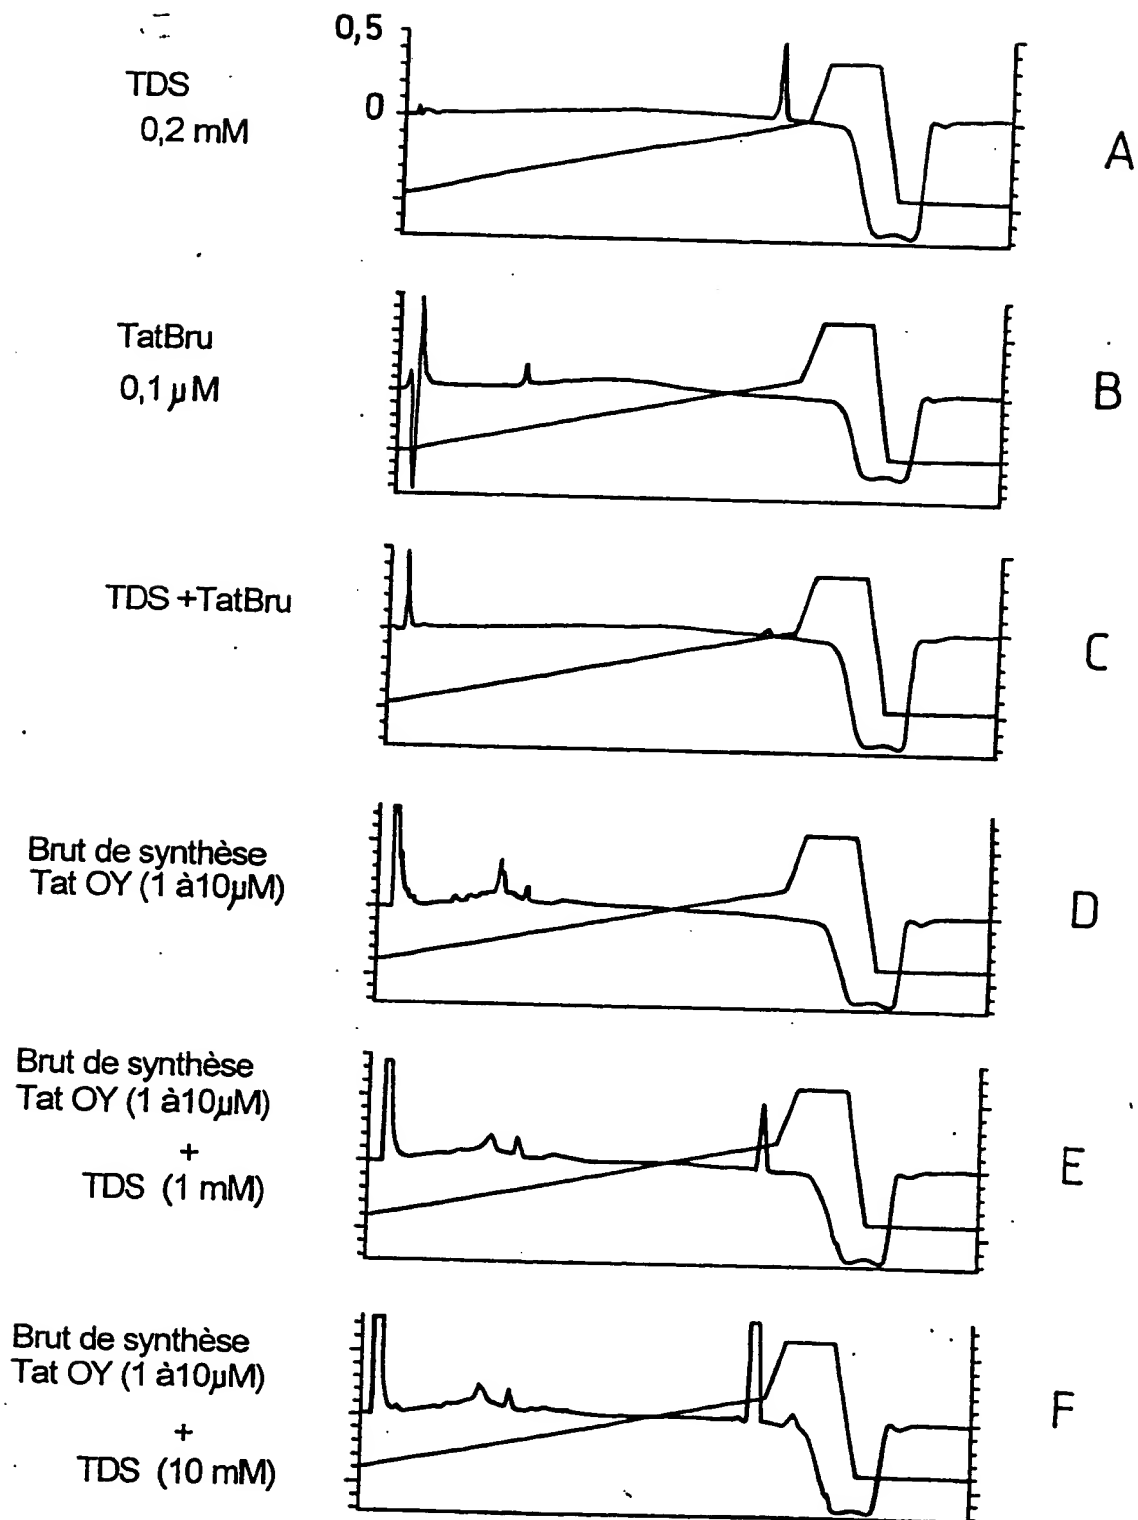 0,5
TDS
0,2 mM
0
A
TatBru
0,1 µM
B
TDS +TatBru
C
Brut de synthèse
Tat OY (1 à10µM)
D
Brut de synthèse
Tat OY (1 à10µM)
+
TDS (1 mM)
E
Brut de synthèse
Tat OY (1 à10µM)
+
TDS (10 mM)
F